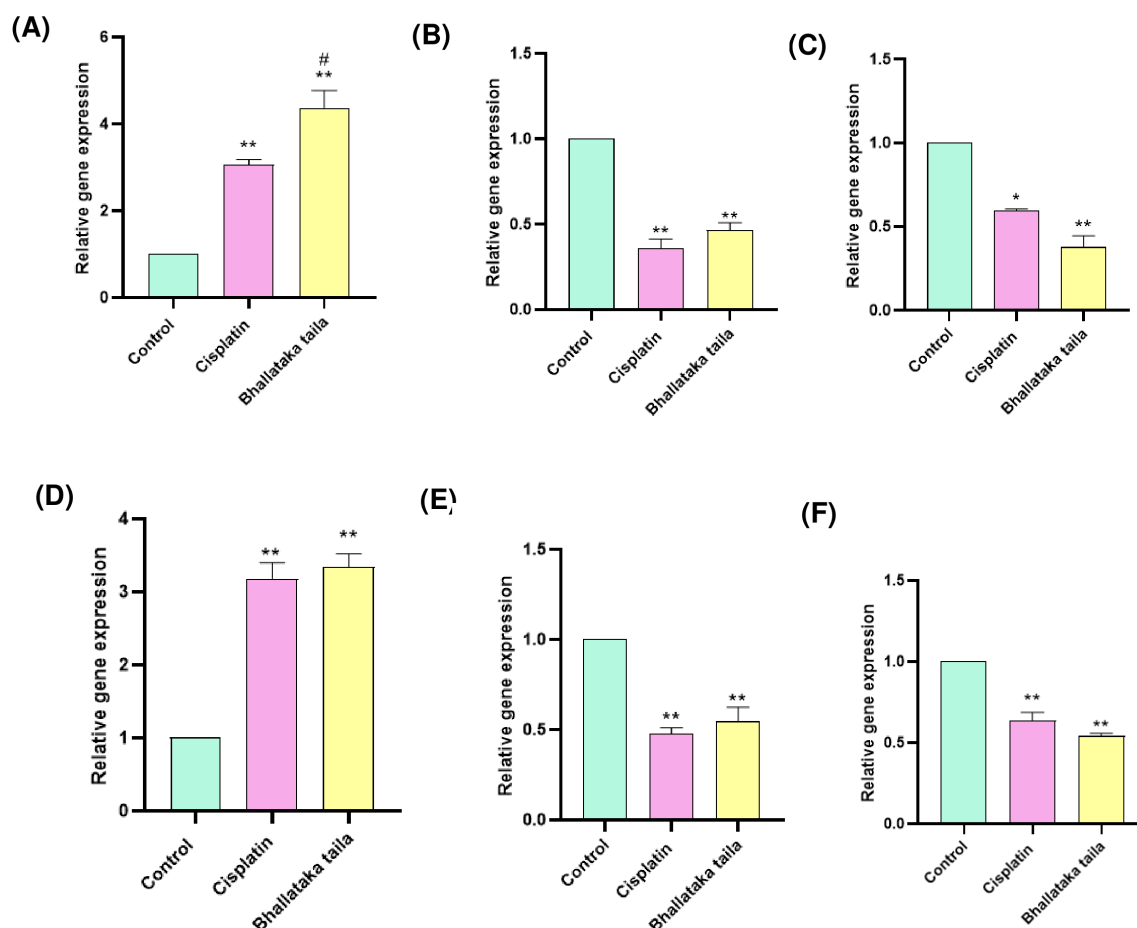 (A)
Relative gene expression
6
4
2
0
**
#
**
Control
Cisplatin
Bhallataka taila
(B)
Relative gene expression
1.5
1.0
0.5
0.0
**
**
Control
Cisplatin
Bhallataka taila
(C)
Relative gene expression
1.5
1.0
0.5
0.0
*
**
Control
Cisplatin
Bhallataka taila
(D)
Relative gene expression
4
3
2
1
0
**
**
Control
Cisplatin
Bhallataka taila
(E)
Relative gene expression
1.5
1.0
0.5
0.0
**
**
Control
Cisplatin
Bhallataka taila
(F)
Relative gene expression
1.5
1.0
0.5
0.0
**
**
Control
Cisplatin
Bhallataka taila